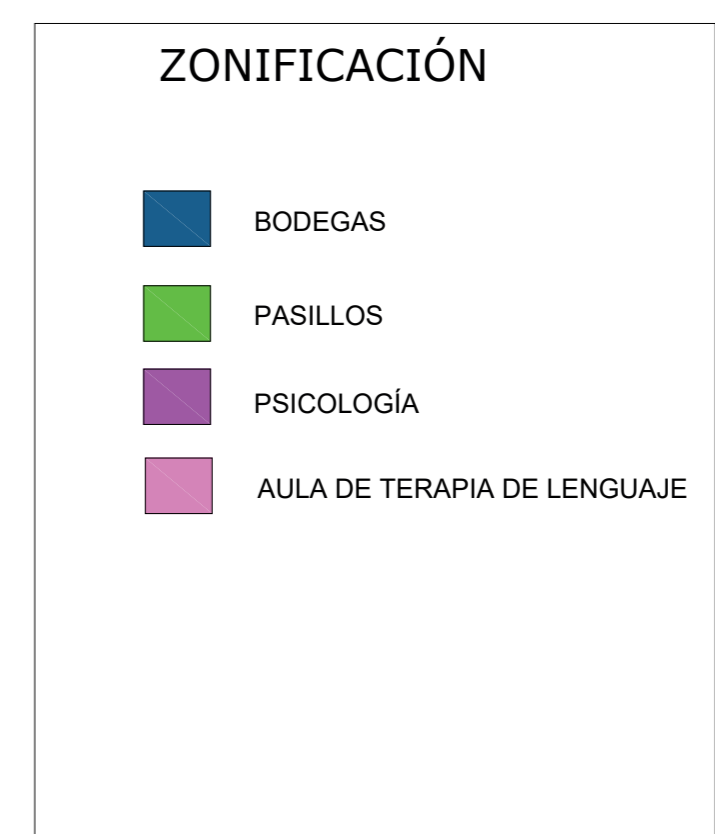 ZONIFICACIÓN
BODEGAS
PASILLOS
PSICOLOGÍA
AULA DE TERAPIA DE LENGUAJE